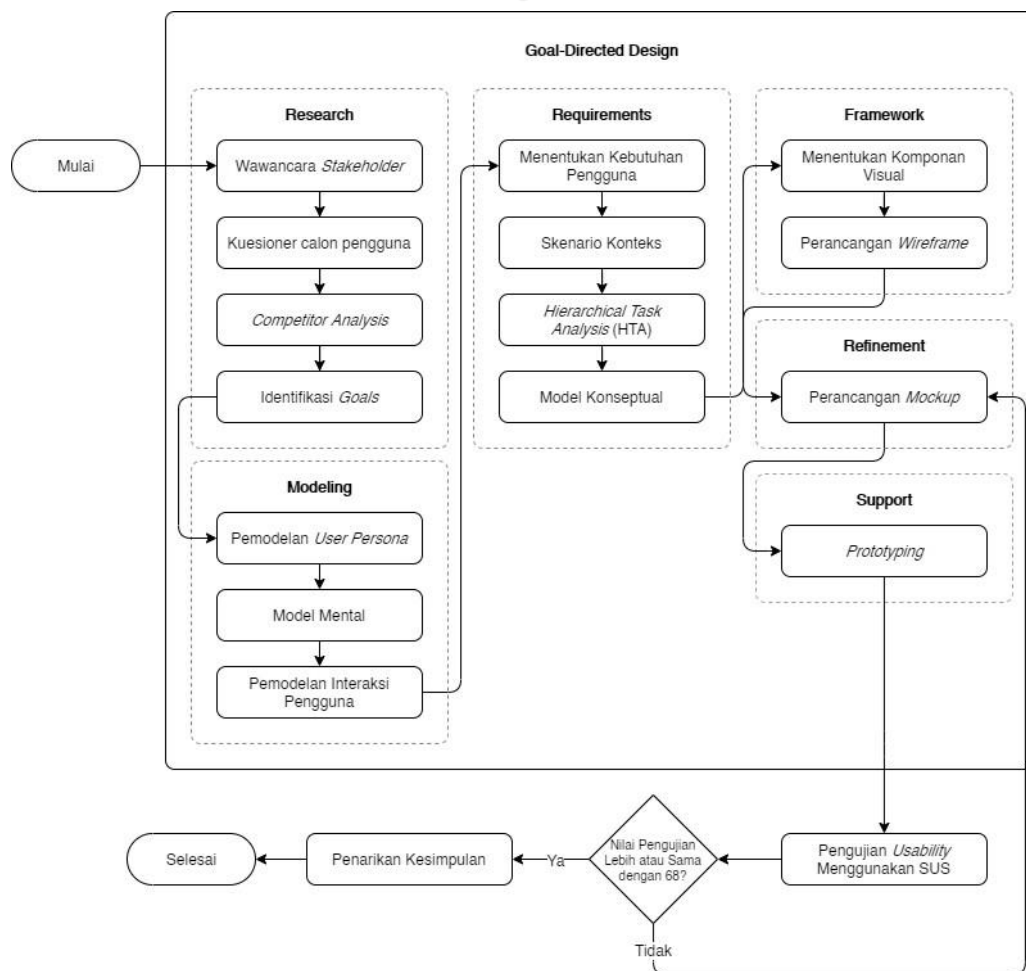 Goal-Directed Design
Research
Mulai
Wawancara Stakeholder
Kuesioner calon pengguna
Competitor Analysis
Identifikasi Goals
Modeling
Pemodelan User Persona
Model Mental
Pemodelan Interaksi
Pengguna
Requirements
Menentukan Kebutuhan
Pengguna
Skenario Konteks
Hierarchical Task
Analysis (HTA)
Model Konseptual
Framework
Menentukan Komponan
Visual
Perancangan Wireframe
Refinement
Perancangan Mockup
Support
Prototyping
Pengujian Usability
Menggunakan SUS
Nilai Pengujian
Lebih atau Sama
dengan 68?
Ya
Tidak
Penarikan Kesimpulan
Selesai